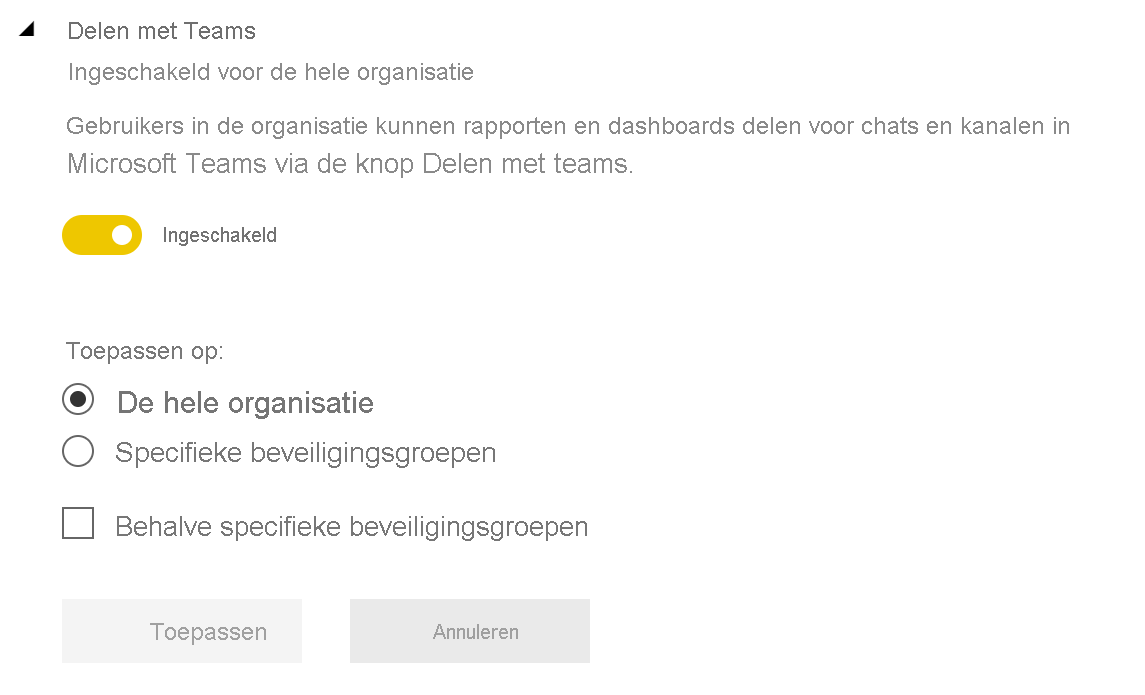 Delen met Teams
Ingeschakeld voor de hele organisatie
Gebruikers in de organisatie kunnen rapporten en dashboards delen voor chats en kanalen in
Microsoft Teams via de knop Delen met teams.
Ingeschakeld
Toepassen op:
De hele organisatie
Specifieke beveiligingsgroepen
Behalve specifieke beveiligingsgroepen
Toepassen
Annuleren